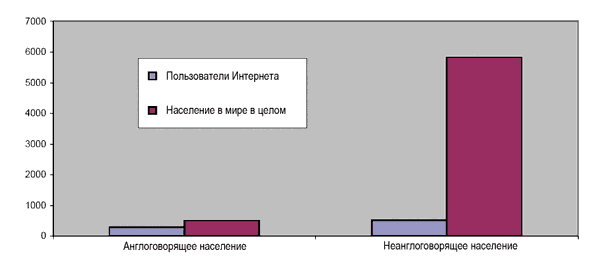 7000
6000
5000
4000
3000
2000
1000
0
Пользователи Интернета
Население в мире в целом
Англоговорящее население
Неанглоговорящее население